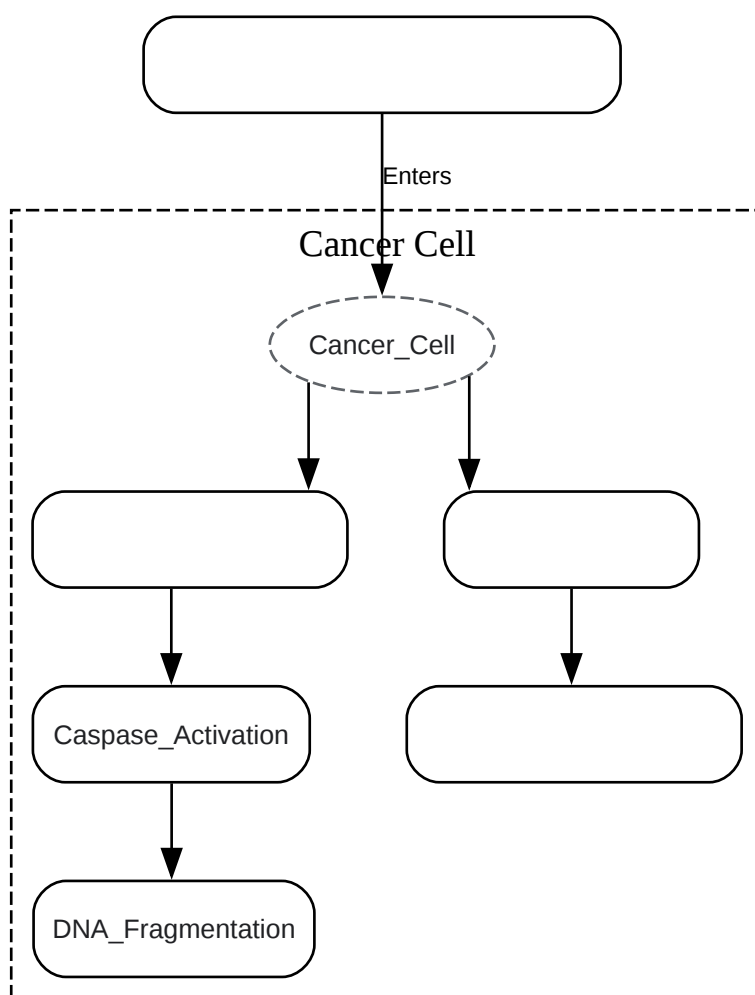 Enters
Cancer Cell
Cancer_Cell
Caspase_Activation
DNA_Fragmentation